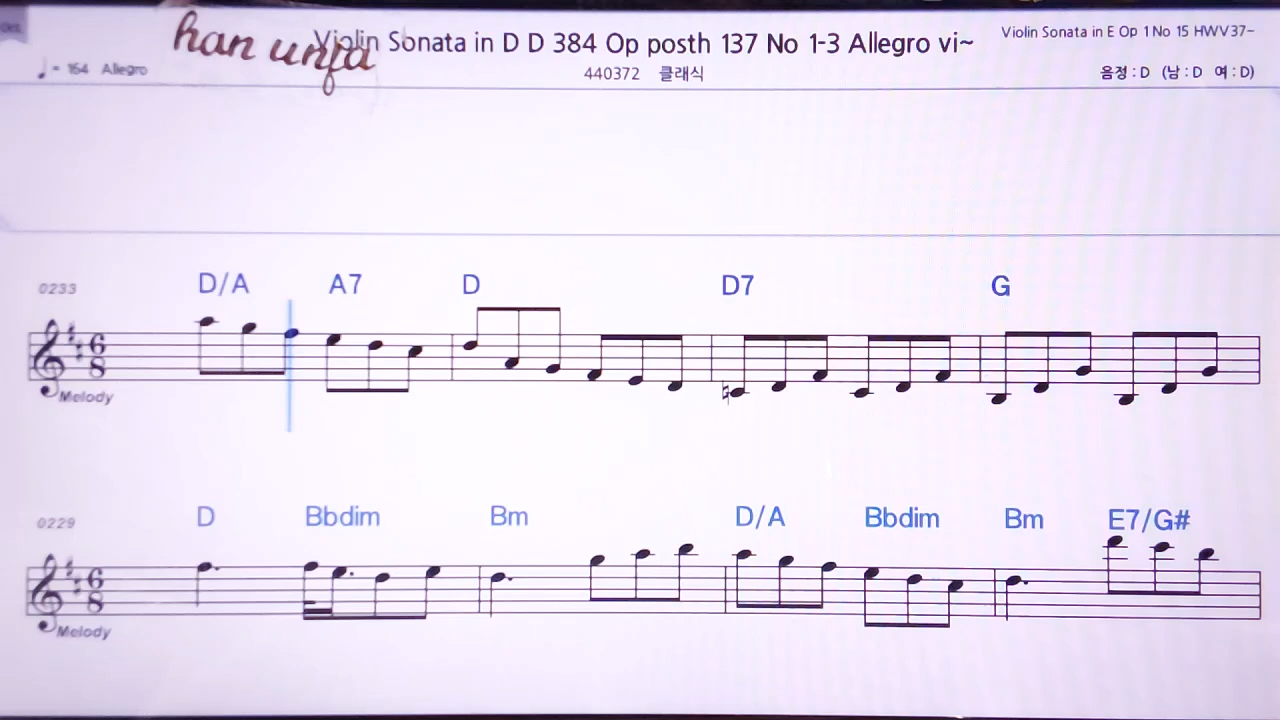 han unfa
Violin Sonata in D D 384 Op posth 137 No 1-3 Allegro vi~
Violin Sonata in E Op 1 No 15 HWV37~
♩ = 164 Allegro
440372 클래식
음정 : D (남 : D 여 : D)
0233 D/A A7 D D7 G
6
8
Melody
0229 D Bbdim Bm D/A Bbdim Bm E7/G#
6
8
Melody